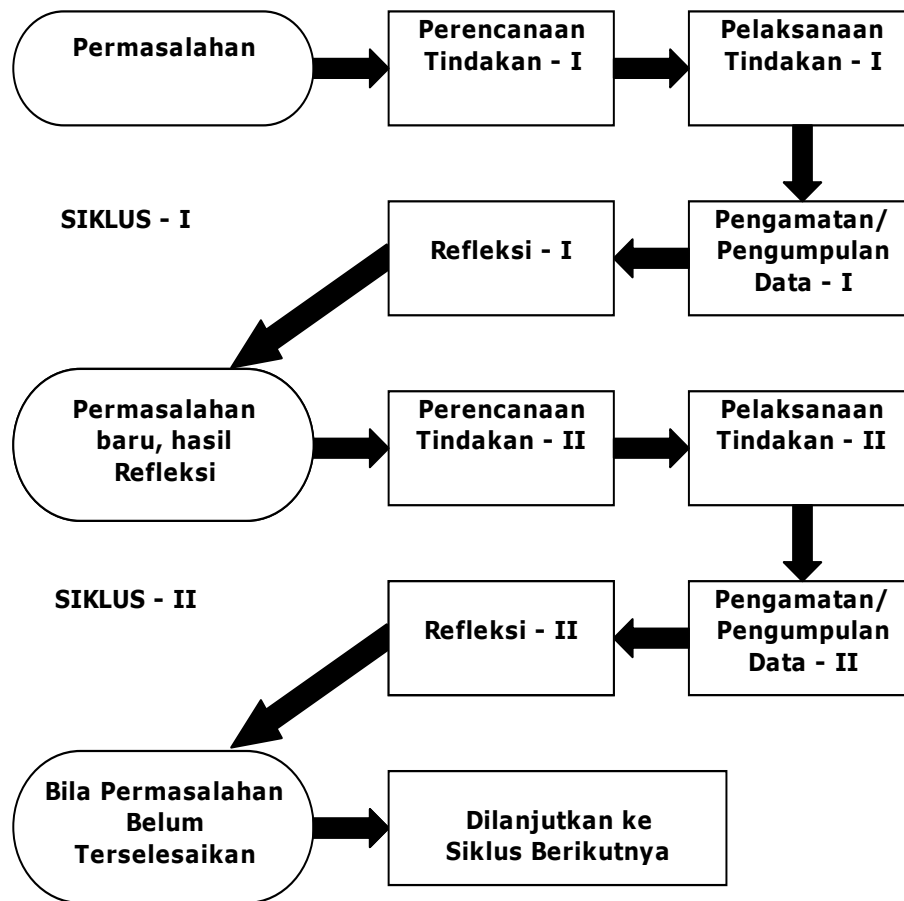 Permasalahan
Perencanaan
Tindakan - I
Pelaksanaan
Tindakan - I
SIKLUS - I
Refleksi - I
Pengamatan/
Pengumpulan
Data - I
Permasalahan
baru, hasil
Refleksi
Perencanaan
Tindakan - II
Pelaksanaan
Tindakan - II
SIKLUS - II
Refleksi - II
Pengamatan/
Pengumpulan
Data - II
Bila Permasalahan
Belum
Terselesaikan
Dilanjutkan ke
Siklus Berikutnya